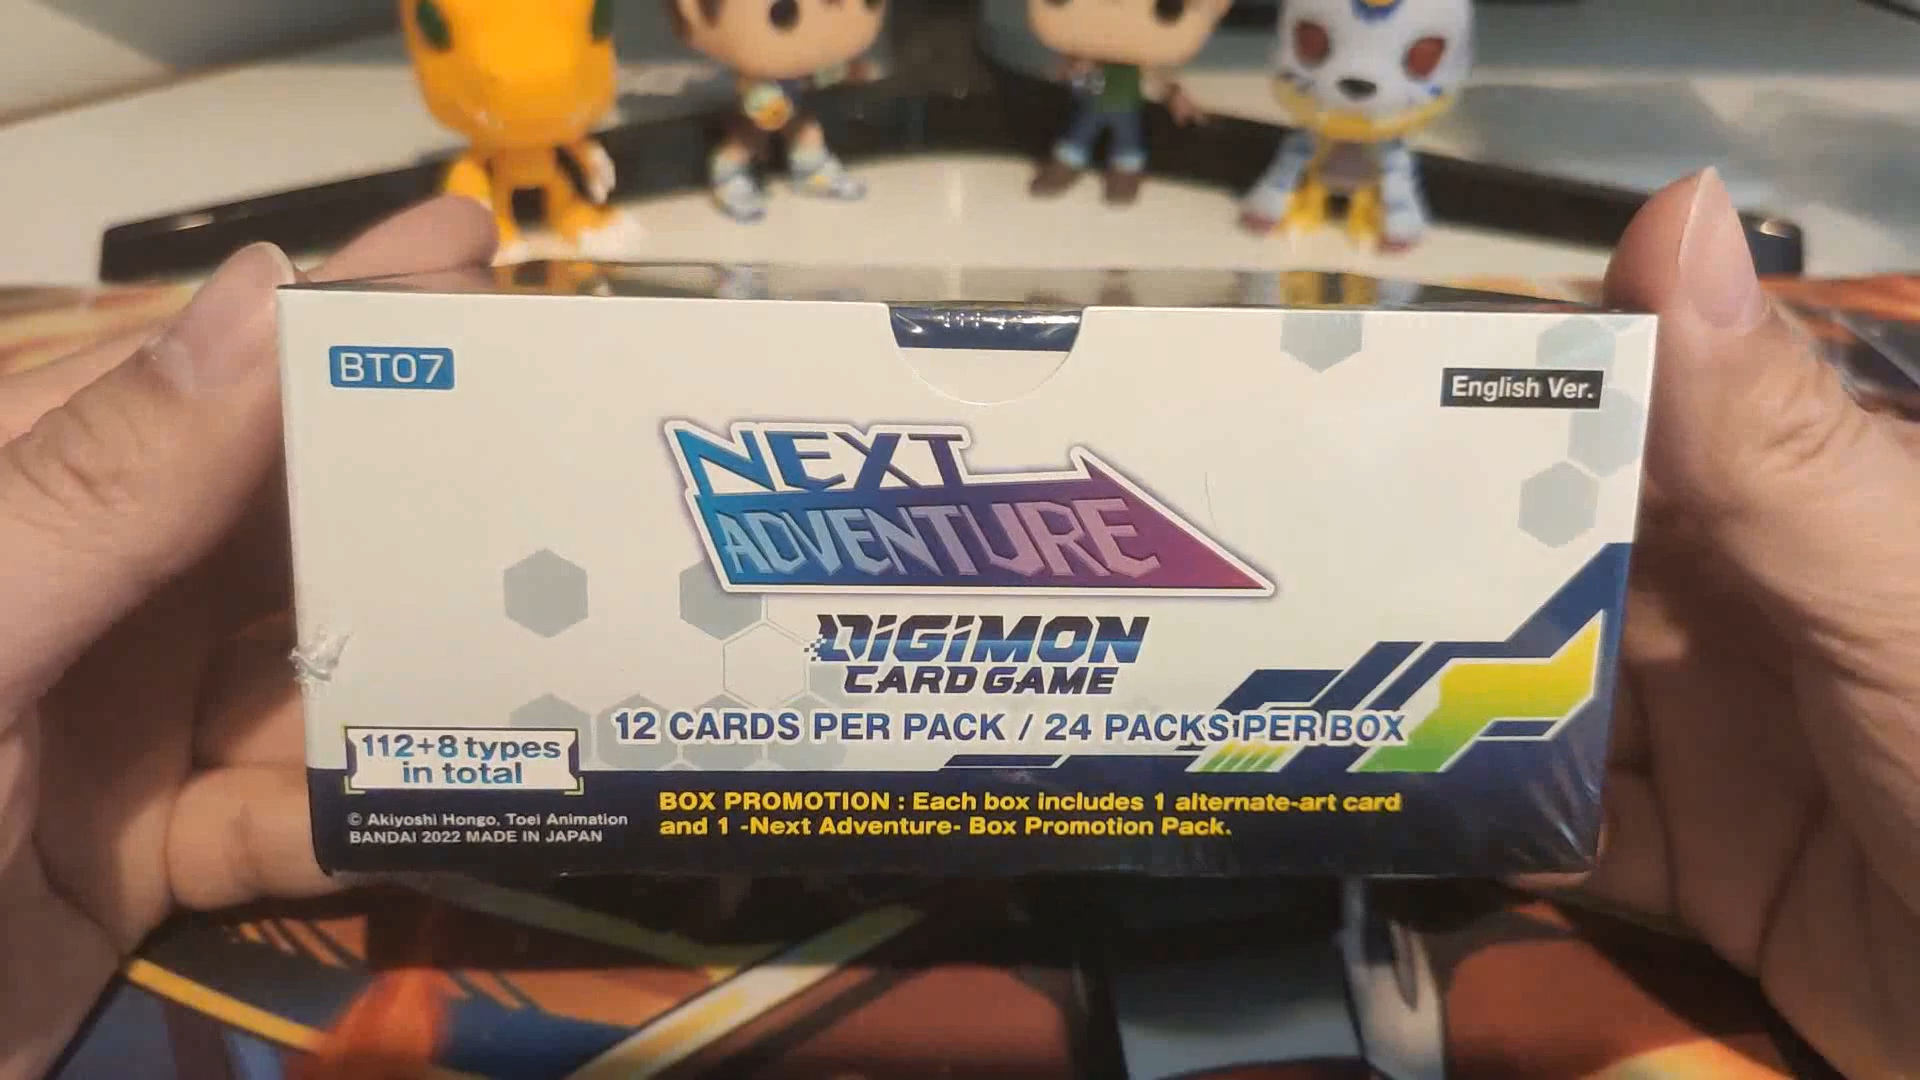 BT07
English Ver.
NEXT
ADVENTURE
DIGIMON
CARD GAME
12 CARDS PER PACK / 24 PACKS PER BOX
112+8 types
in total
© Akiyoshi Hongo, Toei Animation
BANDAI 2022 MADE IN JAPAN
BOX PROMOTION : Each box includes 1 alternate-art card
and 1 -Next Adventure- Box Promotion Pack.